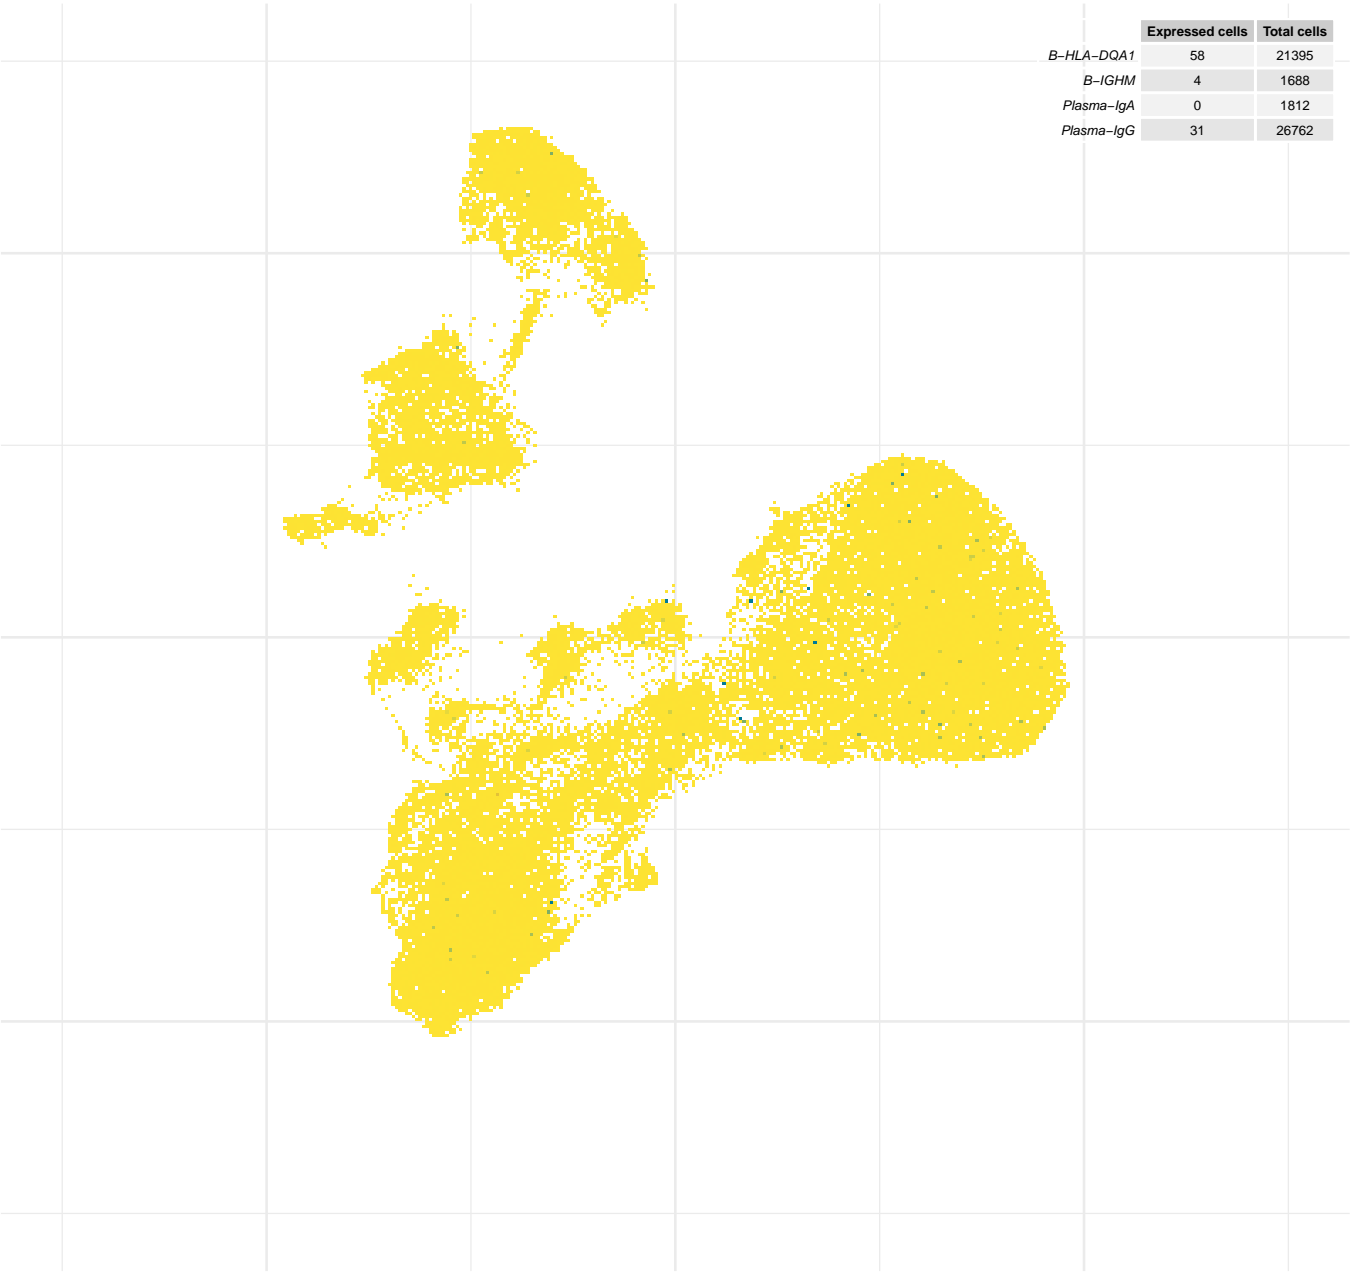 Expressed cells Total cells
B−HLA−DQA1 58 21395
B−IGHM 4 1688
Plasma−IgA 0 1812
Plasma−IgG 31 26762